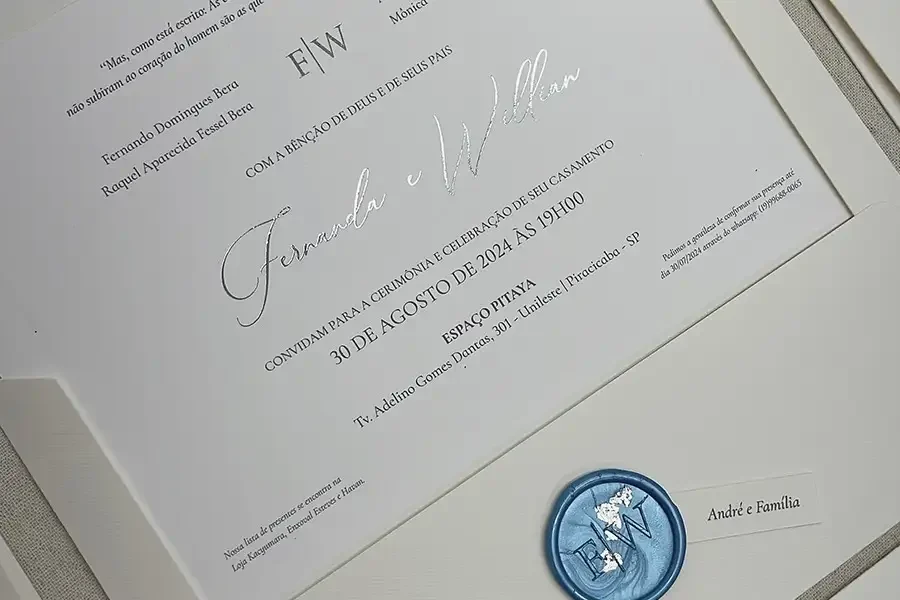 "Mas, como está escrito: As
não subiram ao coração do homem são as que
F|W
Mônica
Fernando Domingues Bera
Raquel Aparecida Fessel Bera
COM A BÊNÇÃO DE DEUS E DE SEUS PAIS
Fernanda e Willian
CONVIDAM PARA A CERIMÔNIA E CELEBRAÇÃO DE SEU CASAMENTO
30 DE AGOSTO DE 2024 ÀS 19H00
ESPAÇO PITAYA
Tv. Adelino Gomes Dantas, 301 - Unileste | Piracicaba - SP
Pedimos a gentileza de confirmar sua presença até
dia 30/07/2024 através do whatsapp: (19)99688-0065
Nossa lista de presentes se encontra na
Loja Kacyumara, Enxoval Esteves e Havan.
F|W
André e Família